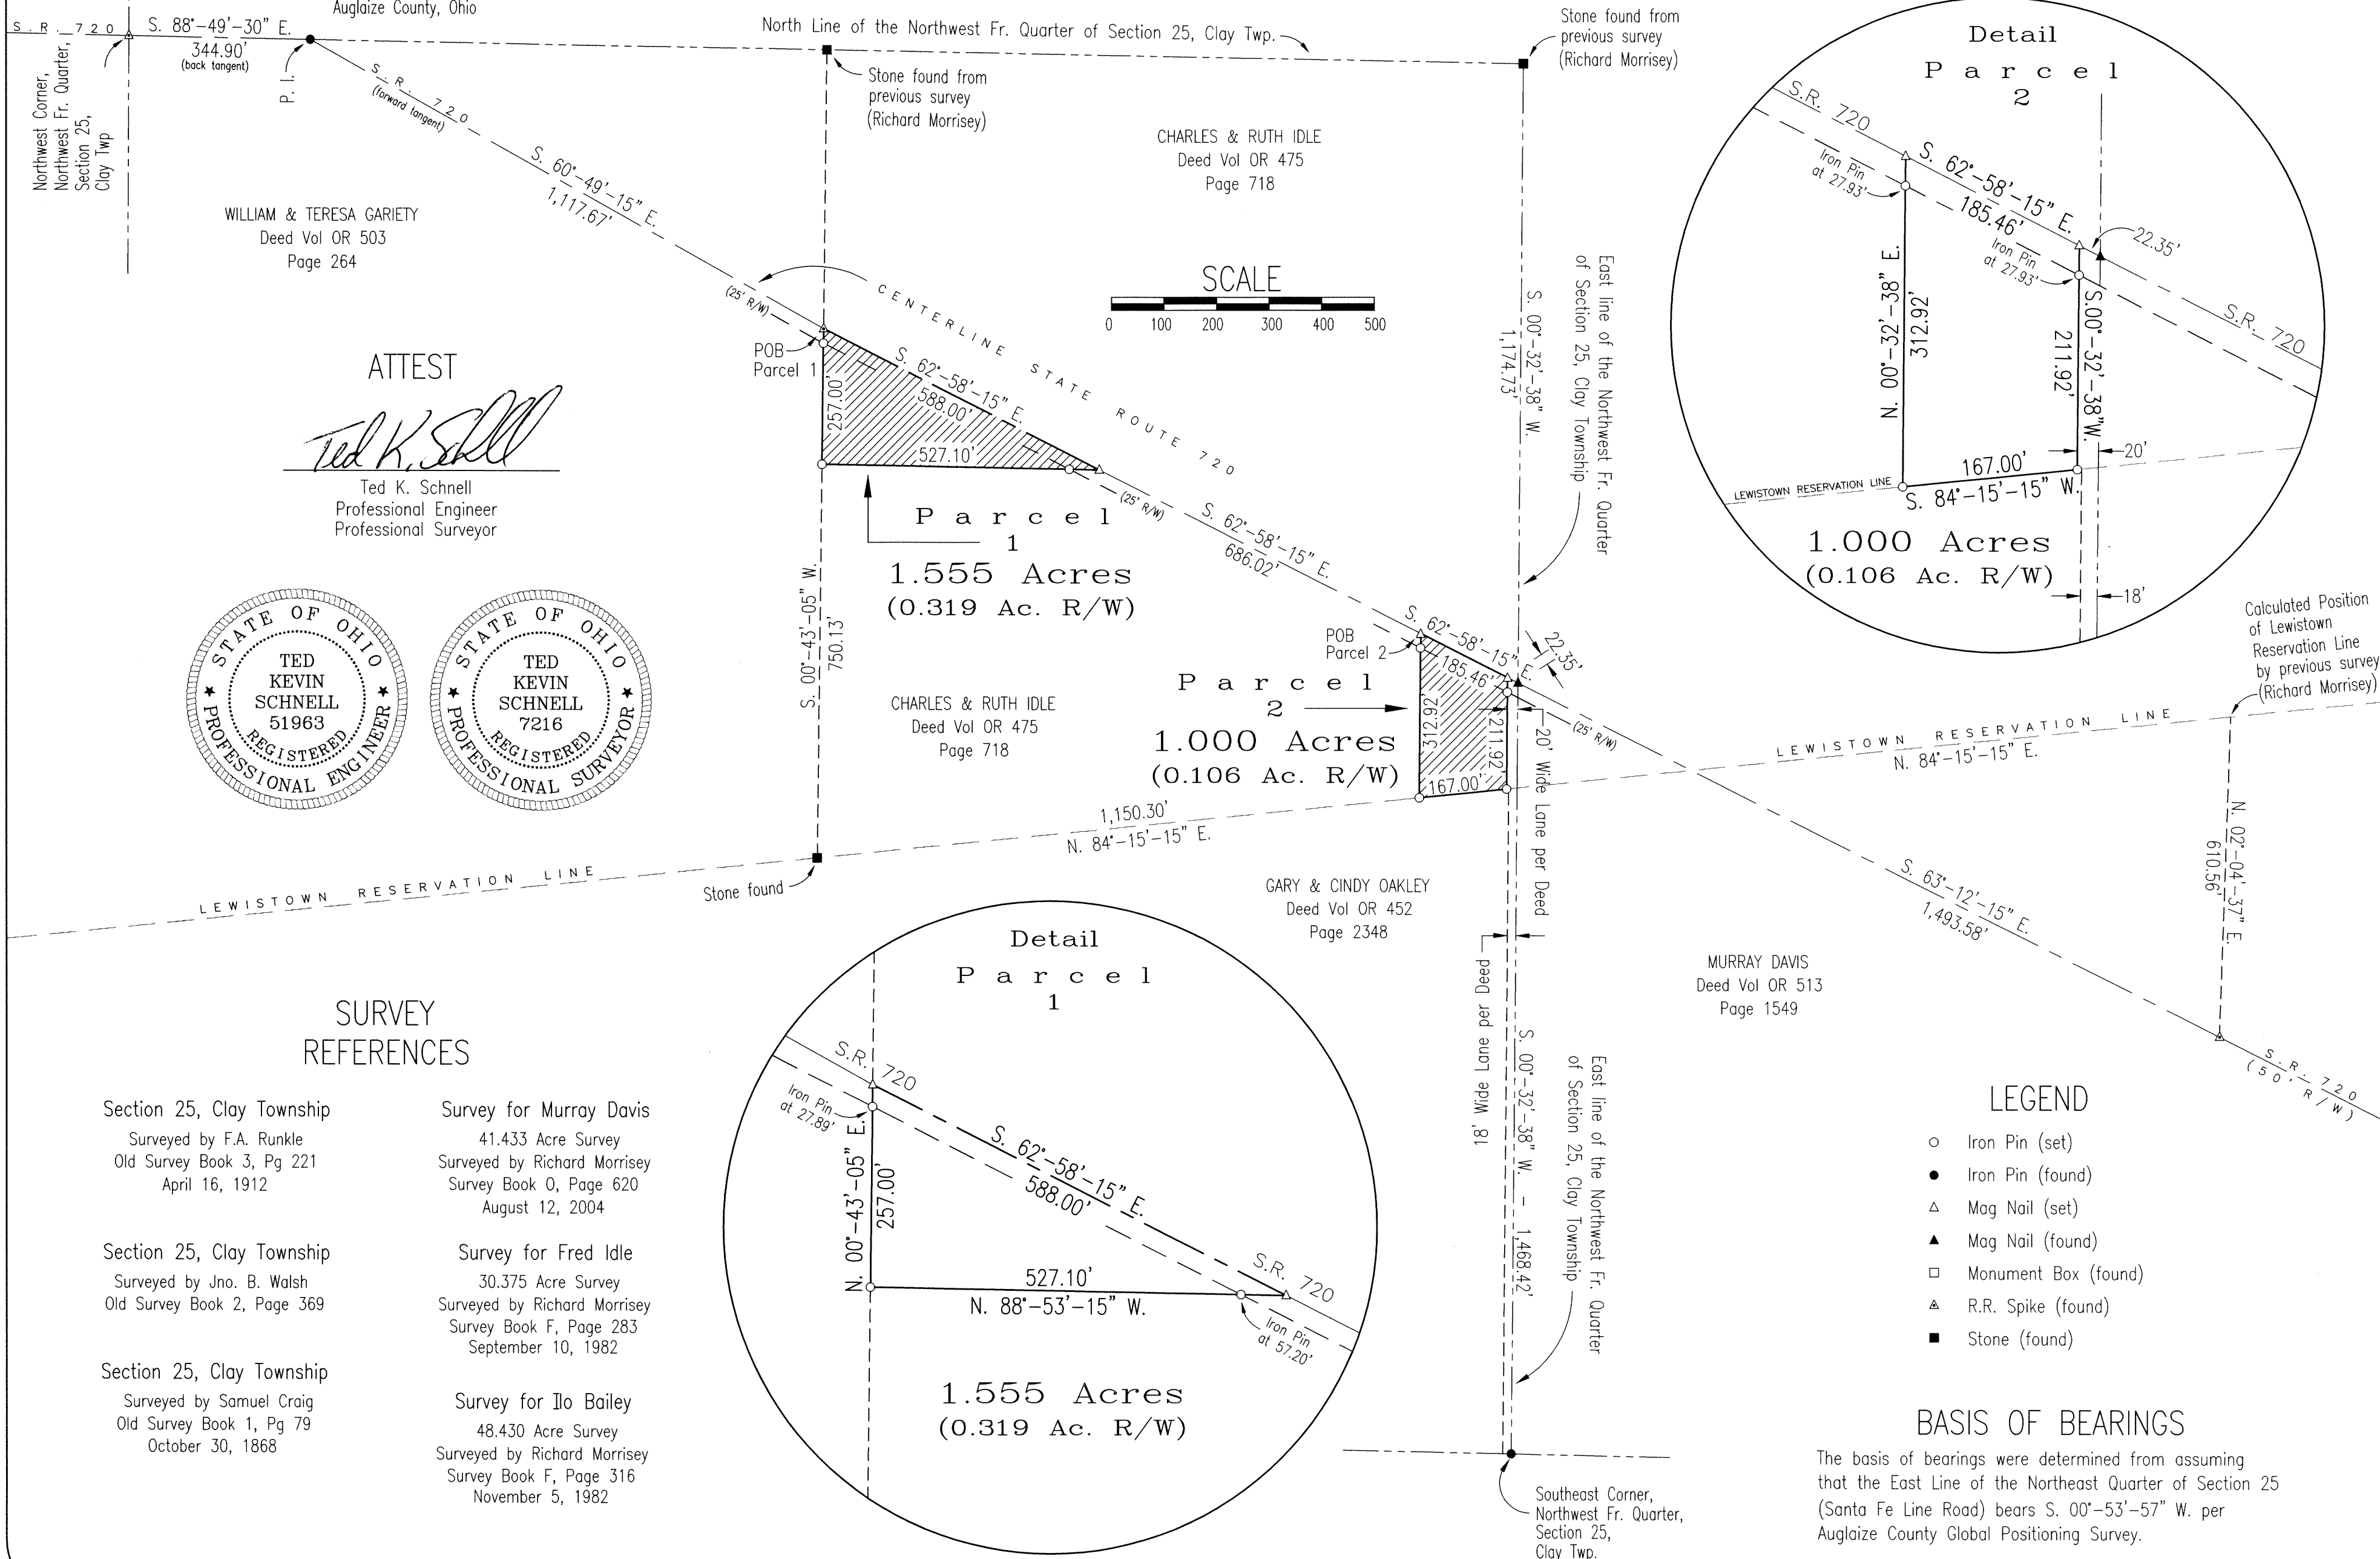 Auglaize County, Ohio
S.R. 720
S. 88°-49'-30" E.
344.90'
(back tangent)
Northwest Corner,
Northwest Fr. Quarter,
Section 25,
Clay Twp
P. I.
S.R. 720
(forward tangent)
S. 60°-49'-15" E.
1,117.67'
North Line of the Northwest Fr. Quarter of Section 25, Clay Twp.
Stone found from
previous survey
(Richard Morrisey)
Stone found from
previous survey
(Richard Morrisey)
CHARLES & RUTH IDLE
Deed Vol OR 475
Page 718
WILLIAM & TERESA GARIETY
Deed Vol OR 503
Page 264
SCALE
0 100 200 300 400 500
S. 00°-32'-38" W.
1,174.73'
East line of the Northwest Fr. Quarter
of Section 25, Clay Township
(25' R/W)
CENTERLINE STATE ROUTE 720
POB
Parcel 1
S. 62°-58'-15" E.
588.00'
257.00'
527.10'
(25' R/W)
Parcel
1
1.555 Acres
(0.319 Ac. R/W)
S. 00°-43'-05" W.
750.13'
S. 62°-58'-15" E.
686.02'
ATTEST
Ted K. Schnell
Ted K. Schnell
Professional Engineer
Professional Surveyor
STATE OF OHIO
TED
KEVIN
SCHNELL
51963
REGISTERED
PROFESSIONAL ENGINEER
STATE OF OHIO
TED
KEVIN
SCHNELL
7216
REGISTERED
PROFESSIONAL SURVEYOR
CHARLES & RUTH IDLE
Deed Vol OR 475
Page 718
POB
Parcel 2
S. 62°-58'-15" E.
185.46'
22.35'
312.92'
211.92'
167.00'
20' Wide Lane per Deed
(25' R/W)
Parcel
2
1.000 Acres
(0.106 Ac. R/W)
1,150.30'
N. 84°-15'-15" E.
LEWISTOWN RESERVATION LINE
Stone found
LEWISTOWN RESERVATION LINE
N. 84°-15'-15" E.
Calculated Position
of Lewistown
Reservation Line
by previous survey
(Richard Morrisey)
N. 02°-04'-37" E.
610.56'
S. 63°-12'-15" E.
1,493.58'
S.R. 720
(50' R/W)
GARY & CINDY OAKLEY
Deed Vol OR 452
Page 2348
MURRAY DAVIS
Deed Vol OR 513
Page 1549
18' Wide Lane per Deed
S. 00°-32'-38" W. - 1,468.42'
East line of the Northwest Fr. Quarter
of Section 25, Clay Township
Southeast Corner,
Northwest Fr. Quarter,
Section 25,
Clay Twp.
Detail
Parcel
2
S.R. 720
Iron Pin
at 27.93'
S. 62°-58'-15" E.
185.46'
Iron Pin
at 27.93'
22.35'
S.R. 720
N. 00°-32'-38" E.
312.92'
211.92'
S.00°-32'-38"W.
20'
167.00'
LEWISTOWN RESERVATION LINE
S. 84°-15'-15" W.
1.000 Acres
(0.106 Ac. R/W)
18'
Detail
Parcel
1
S.R. 720
Iron Pin
at 27.89'
S. 62°-58'-15" E.
588.00'
N. 00°-43'-05" E.
257.00'
527.10'
N. 88°-53'-15" W.
S.R. 720
Iron Pin
at 57.20'
1.555 Acres
(0.319 Ac. R/W)
SURVEY
REFERENCES
Section 25, Clay Township
Surveyed by F.A. Runkle
Old Survey Book 3, Pg 221
April 16, 1912
Section 25, Clay Township
Surveyed by Jno. B. Walsh
Old Survey Book 2, Page 369
Section 25, Clay Township
Surveyed by Samuel Craig
Old Survey Book 1, Pg 79
October 30, 1868
Survey for Murray Davis
41.433 Acre Survey
Surveyed by Richard Morrisey
Survey Book O, Page 620
August 12, 2004
Survey for Fred Idle
30.375 Acre Survey
Surveyed by Richard Morrisey
Survey Book F, Page 283
September 10, 1982
Survey for Ilo Bailey
48.430 Acre Survey
Surveyed by Richard Morrisey
Survey Book F, Page 316
November 5, 1982
LEGEND
Iron Pin (set)
Iron Pin (found)
Mag Nail (set)
Mag Nail (found)
Monument Box (found)
R.R. Spike (found)
Stone (found)
BASIS OF BEARINGS
The basis of bearings were determined from assuming
that the East Line of the Northeast Quarter of Section 25
(Santa Fe Line Road) bears S. 00°-53'-57" W. per
Auglaize County Global Positioning Survey.